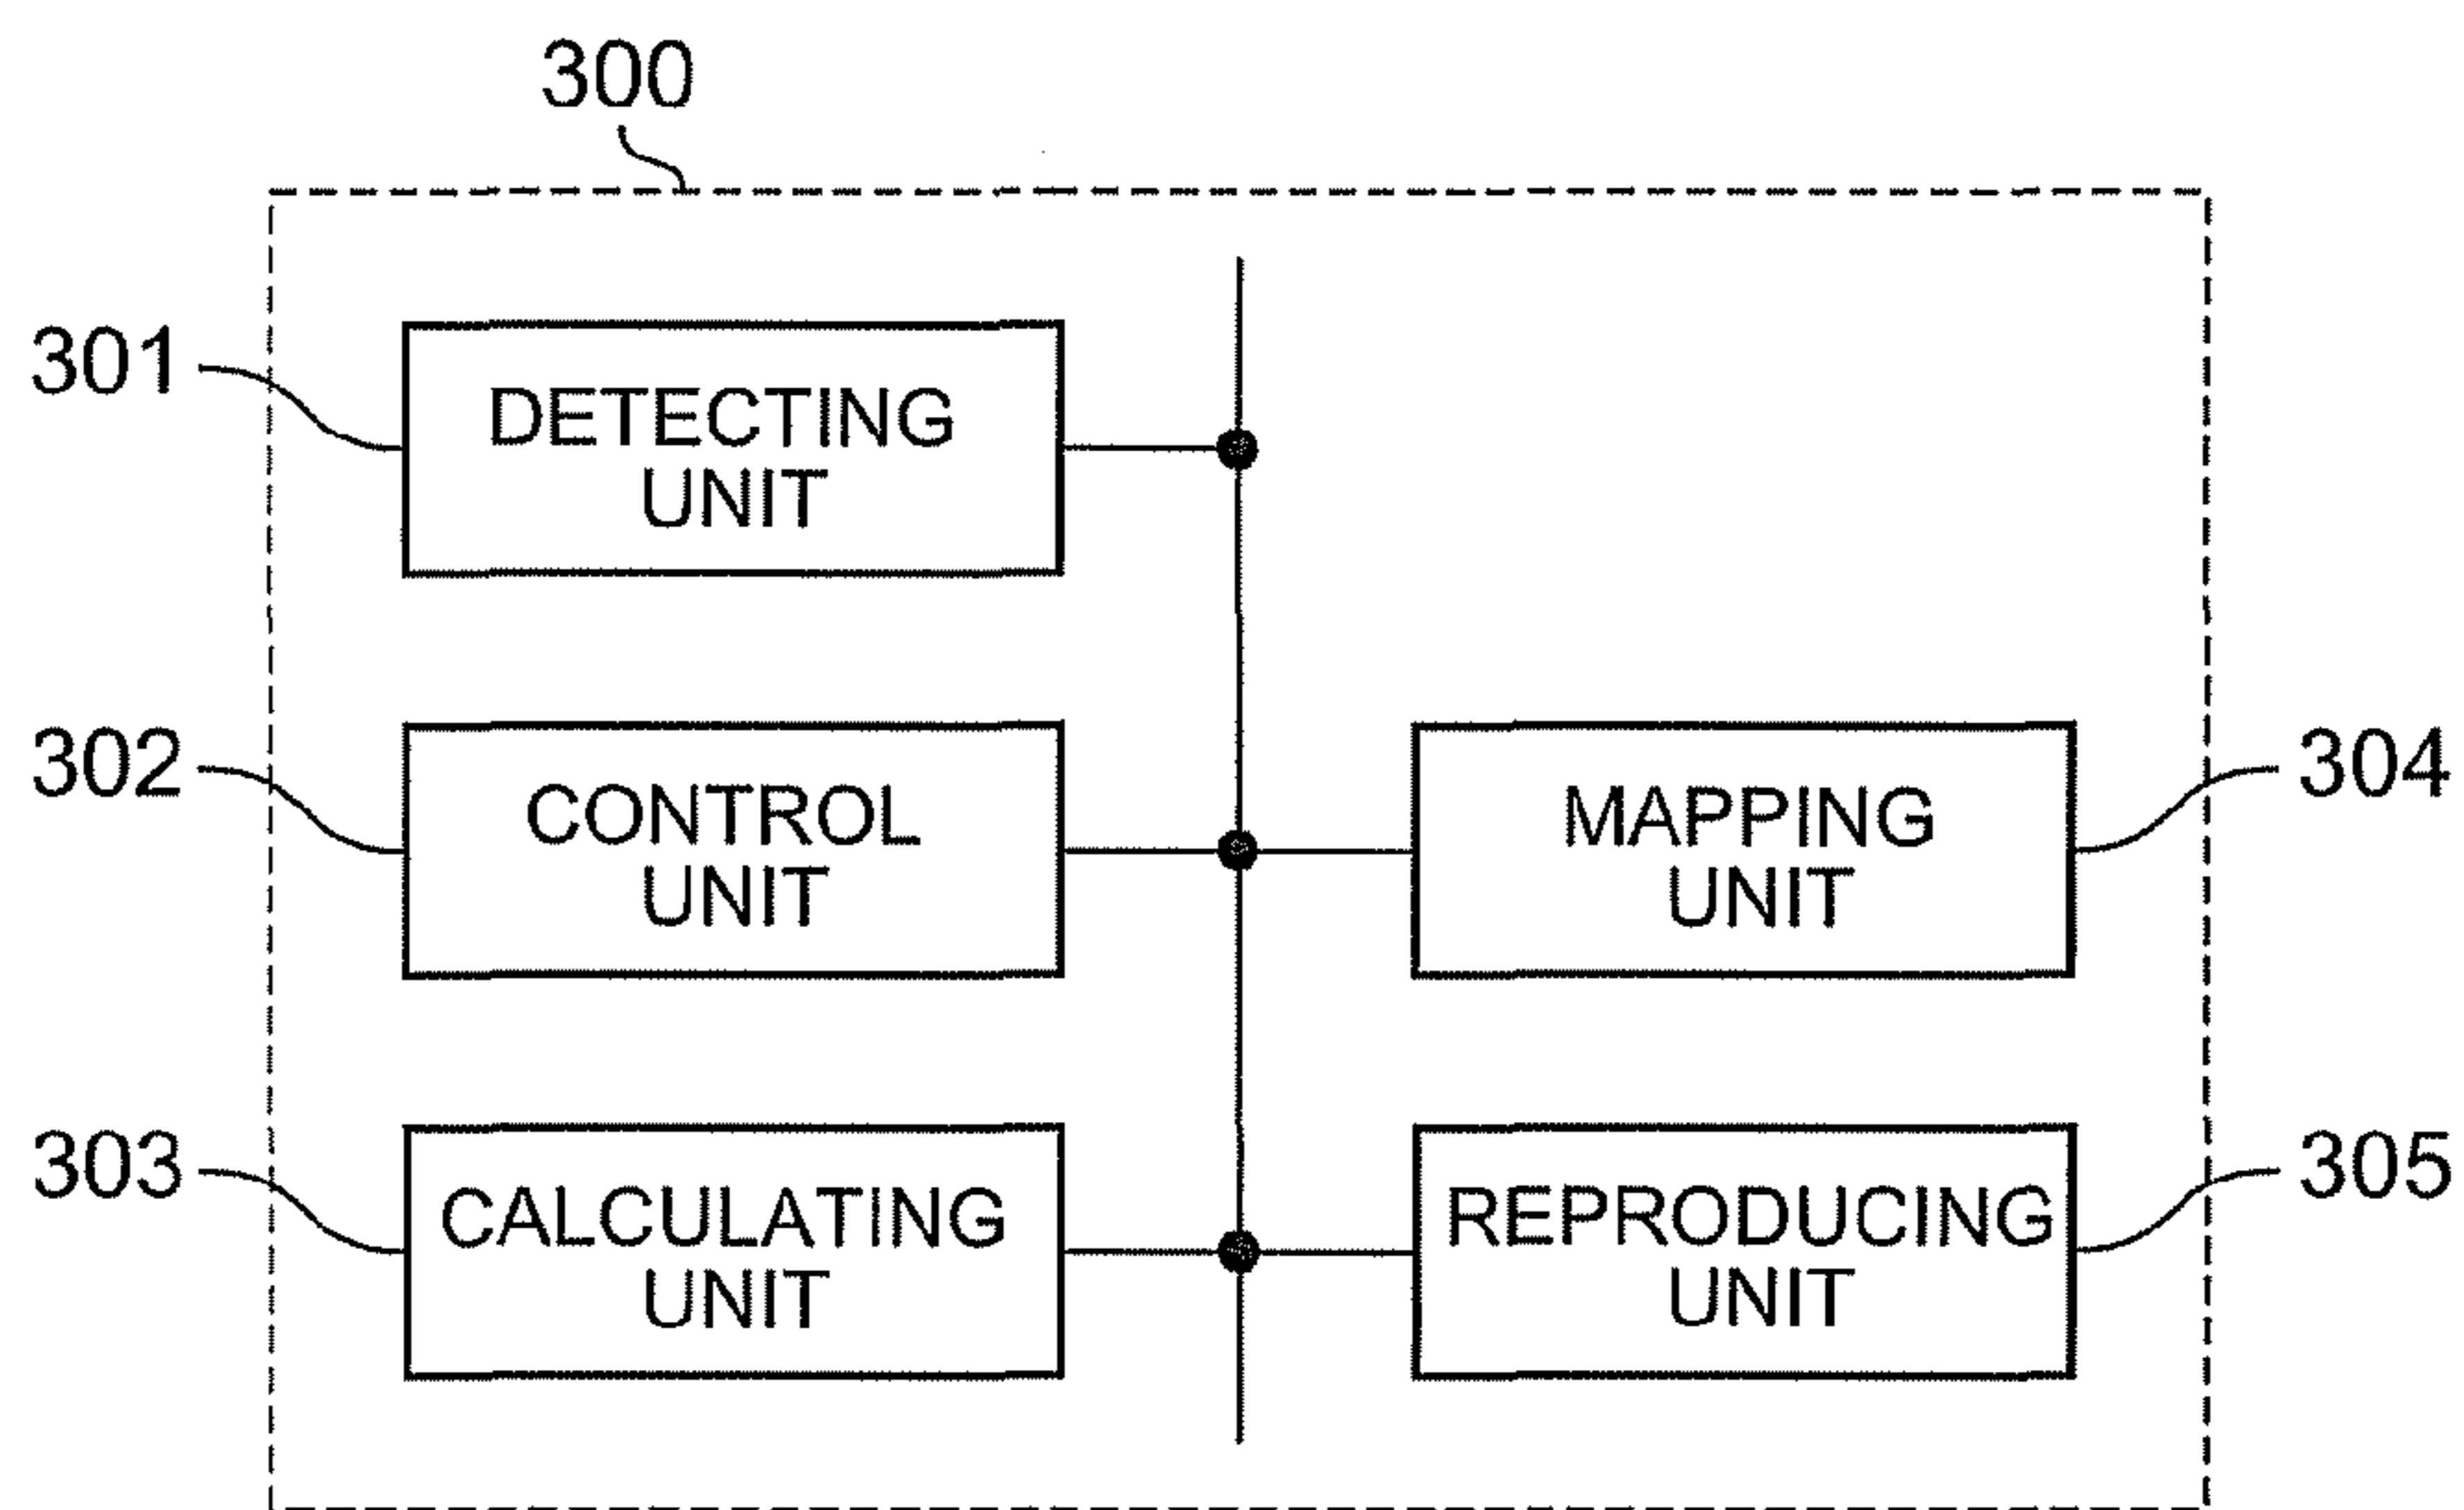 300
301
DETECTING
UNIT
302
CONTROL
UNIT
MAPPING
UNIT
304
303
CALCULATING
UNIT
REPRODUCING
UNIT
305